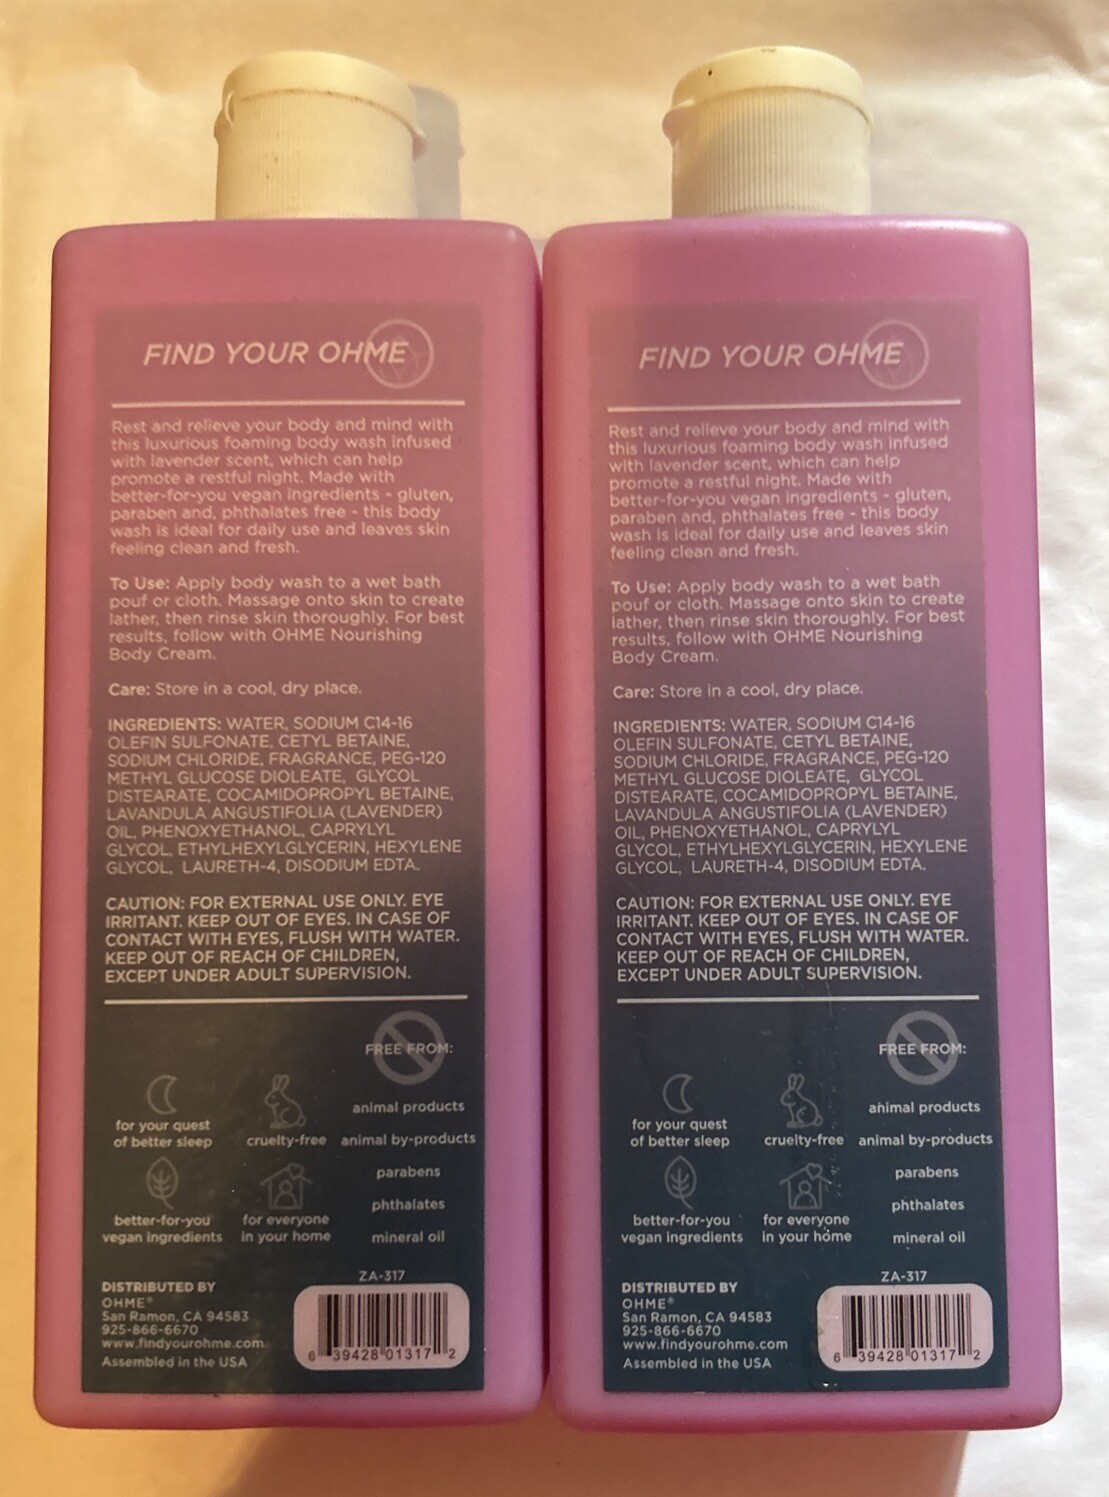 FIND YOUR OHME
Rest and relieve your body and mind with
this luxurious foaming body wash infused
with lavender scent, which can help
promote a restful night. Made with
better-for-you vegan ingredients - gluten,
paraben and, phthalates free - this body
wash is ideal for daily use and leaves skin
feeling clean and fresh.
To Use: Apply body wash to a wet bath
pouf or cloth. Massage onto skin to create
lather, then rinse skin thoroughly. For best
results, follow with OHME Nourishing
Body Cream.
Care: Store in a cool, dry place.
INGREDIENTS: WATER, SODIUM C14-16
OLEFIN SULFONATE, CETYL BETAINE,
SODIUM CHLORIDE, FRAGRANCE, PEG-120
METHYL GLUCOSE DIOLEATE, GLYCOL
DISTEARATE, COCAMIDOPROPYL BETAINE,
LAVANDULA ANGUSTIFOLIA (LAVENDER)
OIL, PHENOXYETHANOL, CAPRYLYL
GLYCOL, ETHYLHEXYLGLYCERIN, HEXYLENE
GLYCOL, LAURETH-4, DISODIUM EDTA.
CAUTION: FOR EXTERNAL USE ONLY. EYE
IRRITANT. KEEP OUT OF EYES. IN CASE OF
CONTACT WITH EYES, FLUSH WITH WATER.
KEEP OUT OF REACH OF CHILDREN,
EXCEPT UNDER ADULT SUPERVISION.
for your quest
of better sleep
cruelty-free
better-for-you
vegan ingredients
for everyone
in your home
FREE FROM:
animal products
animal by-products
parabens
phthalates
mineral oil
DISTRIBUTED BY
OHME®
San Ramon, CA 94583
925-866-6670
www.findyourohme.com
Assembled in the USA
ZA-317
6 39428 01317 2
FIND YOUR OHME
Rest and relieve your body and mind with
this luxurious foaming body wash infused
with lavender scent, which can help
promote a restful night. Made with
better-for-you vegan ingredients - gluten,
paraben and, phthalates free - this body
wash is ideal for daily use and leaves skin
feeling clean and fresh.
To Use: Apply body wash to a wet bath
pouf or cloth. Massage onto skin to create
lather, then rinse skin thoroughly. For best
results, follow with OHME Nourishing
Body Cream.
Care: Store in a cool, dry place.
INGREDIENTS: WATER, SODIUM C14-16
OLEFIN SULFONATE, CETYL BETAINE,
SODIUM CHLORIDE, FRAGRANCE, PEG-120
METHYL GLUCOSE DIOLEATE, GLYCOL
DISTEARATE, COCAMIDOPROPYL BETAINE,
LAVANDULA ANGUSTIFOLIA (LAVENDER)
OIL, PHENOXYETHANOL, CAPRYLYL
GLYCOL, ETHYLHEXYLGLYCERIN, HEXYLENE
GLYCOL, LAURETH-4, DISODIUM EDTA.
CAUTION: FOR EXTERNAL USE ONLY. EYE
IRRITANT. KEEP OUT OF EYES. IN CASE OF
CONTACT WITH EYES, FLUSH WITH WATER.
KEEP OUT OF REACH OF CHILDREN,
EXCEPT UNDER ADULT SUPERVISION.
for your quest
of better sleep
cruelty-free
better-for-you
vegan ingredients
for everyone
in your home
FREE FROM:
animal products
animal by-products
parabens
phthalates
mineral oil
DISTRIBUTED BY
OHME®
San Ramon, CA 94583
925-866-6670
www.findyourohme.com
Assembled in the USA
ZA-317
6 39428 01317 2